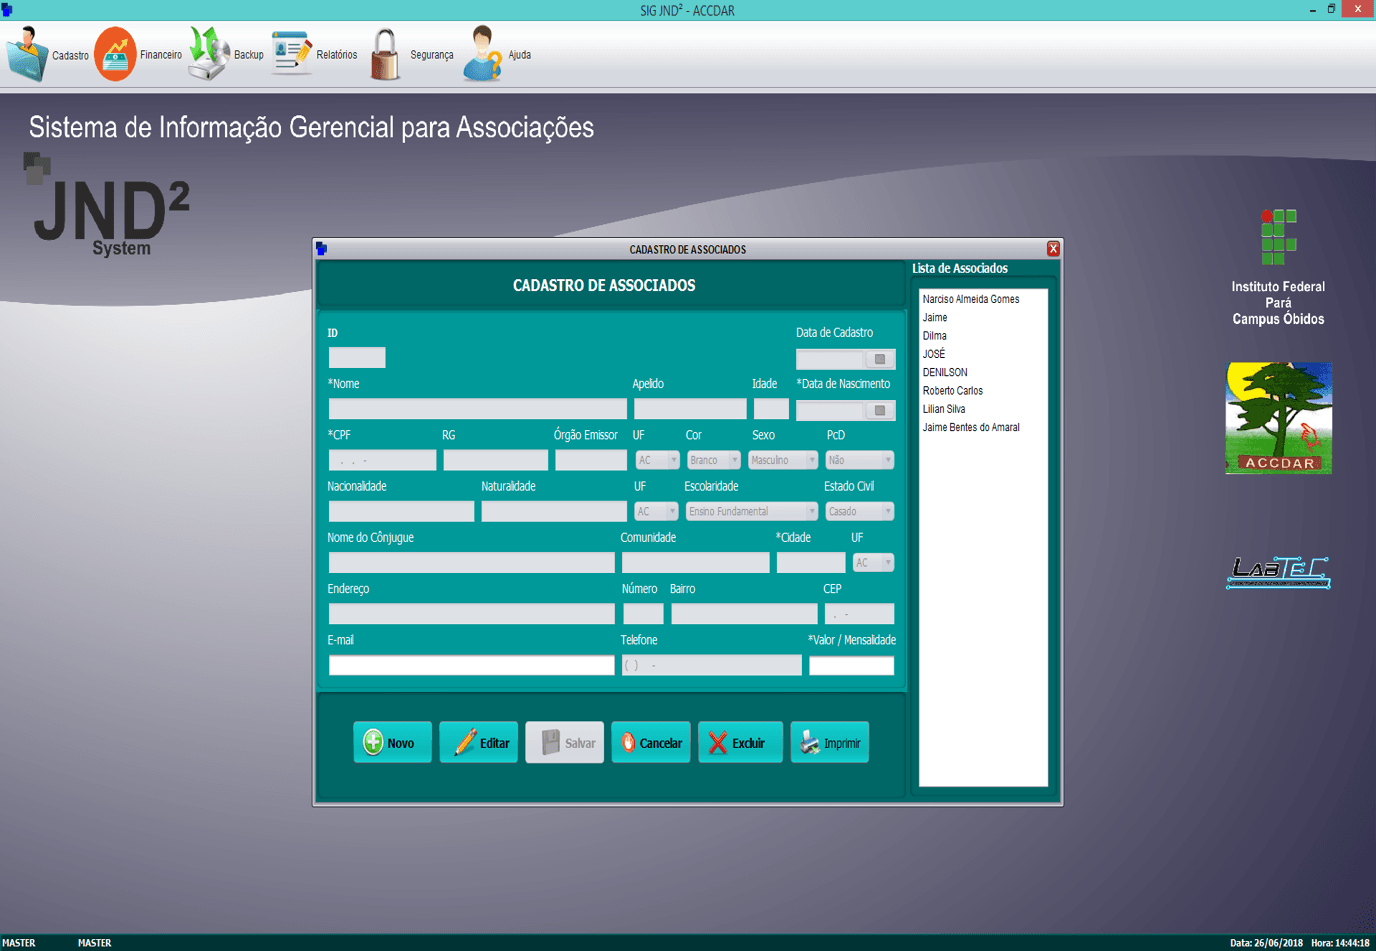 SIG JND² - ACCDAR
Cadastro Financeiro Backup Relatórios Segurança Ajuda
Sistema de Informação Gerencial para Associações
JND²
System
CADASTRO DE ASSOCIADOS
CADASTRO DE ASSOCIADOS
ID Data de Cadastro
*Nome Apelido Idade *Data de Nascimento
*CPF RG Órgão Emissor UF Cor Sexo PcD
. . - AC Branco Masculino Não
Nacionalidade Naturalidade UF Escolaridade Estado Civil
AC Ensino Fundamental Casado
Nome do Cônjugue Comunidade *Cidade UF
AC
Endereço Número Bairro CEP
. -
E-mail Telefone *Valor / Mensalidade
( ) -
Novo Editar Salvar Cancelar Excluir Imprimir
Lista de Associados
Narciso Almeida Gomes
Jaime
Dilma
JOSÉ
DENILSON
Roberto Carlos
Lilian Silva
Jaime Bentes do Amaral
Instituto Federal
Pará
Campus Óbidos
ACCDAR
LABTEC
MASTER MASTER Data: 26/06/2018 Hora: 14:44:18